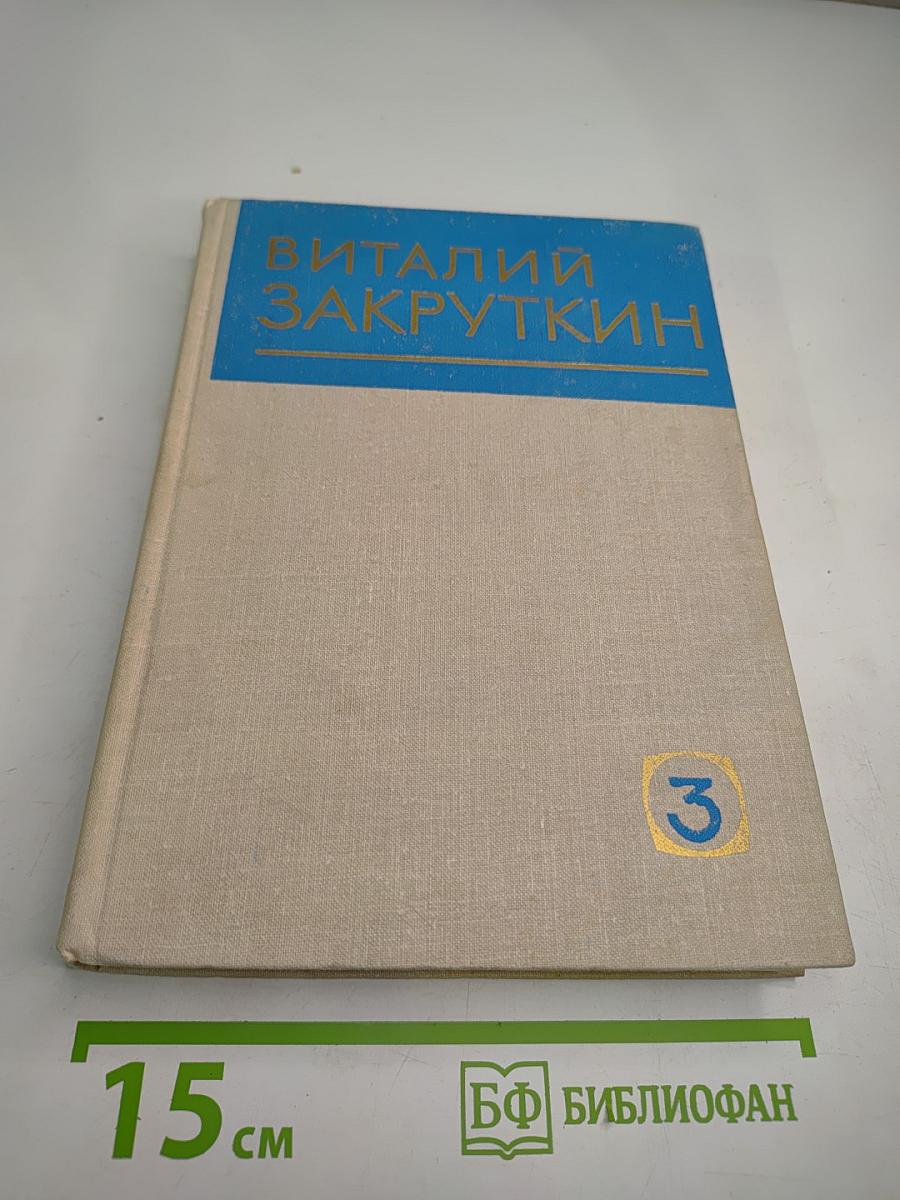 ВИТАЛИЙ
ЗАКРУТКИН
3
15 см
БФ БИБЛИОФАН